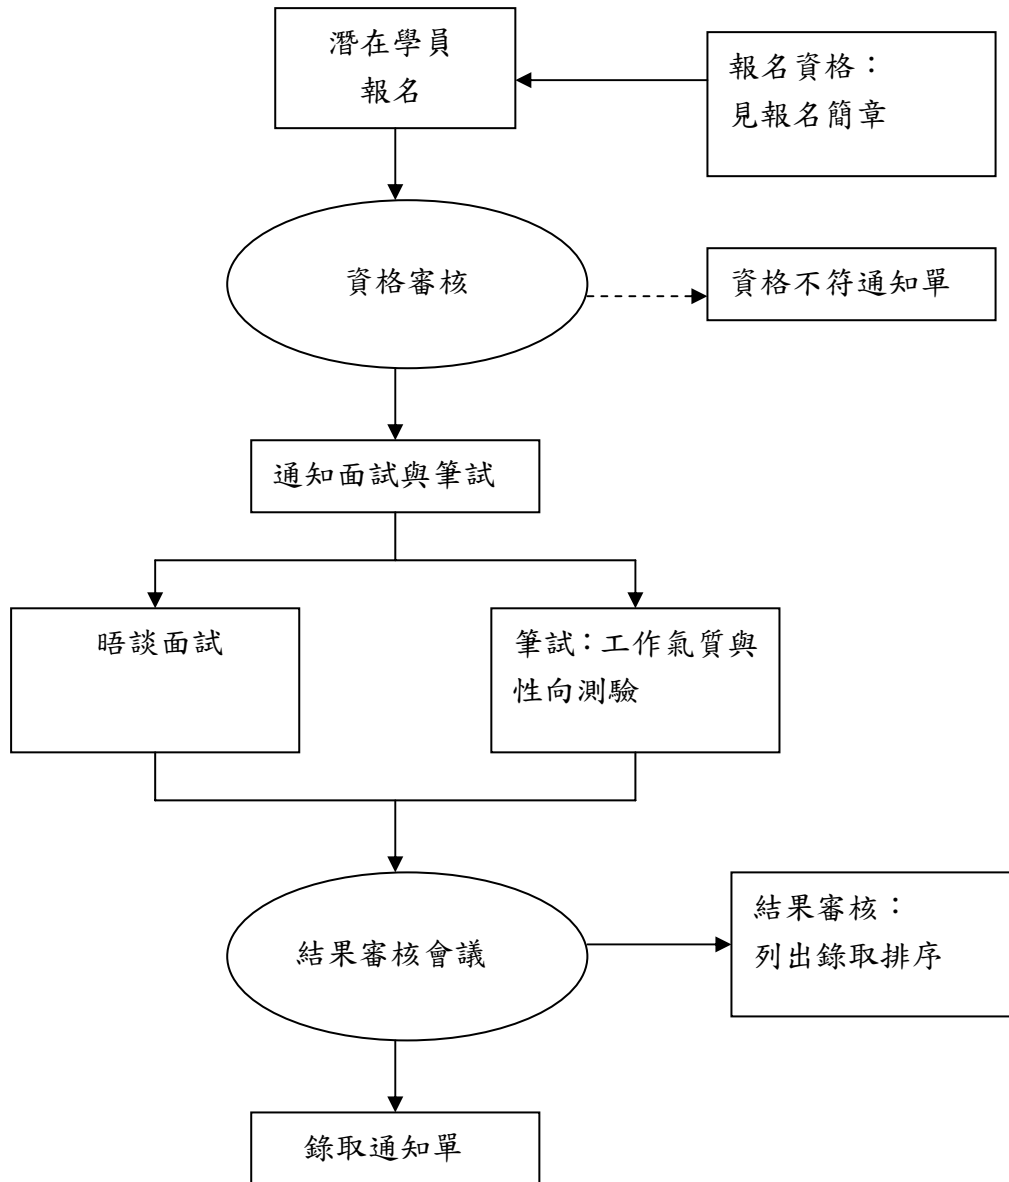 潛在學員
報名
報名資格：
見報名簡章
資格審核
資格不符通知單
通知面試與筆試
晤談面試
筆試：工作氣質與
性向測驗
結果審核會議
結果審核：
列出錄取排序
錄取通知單